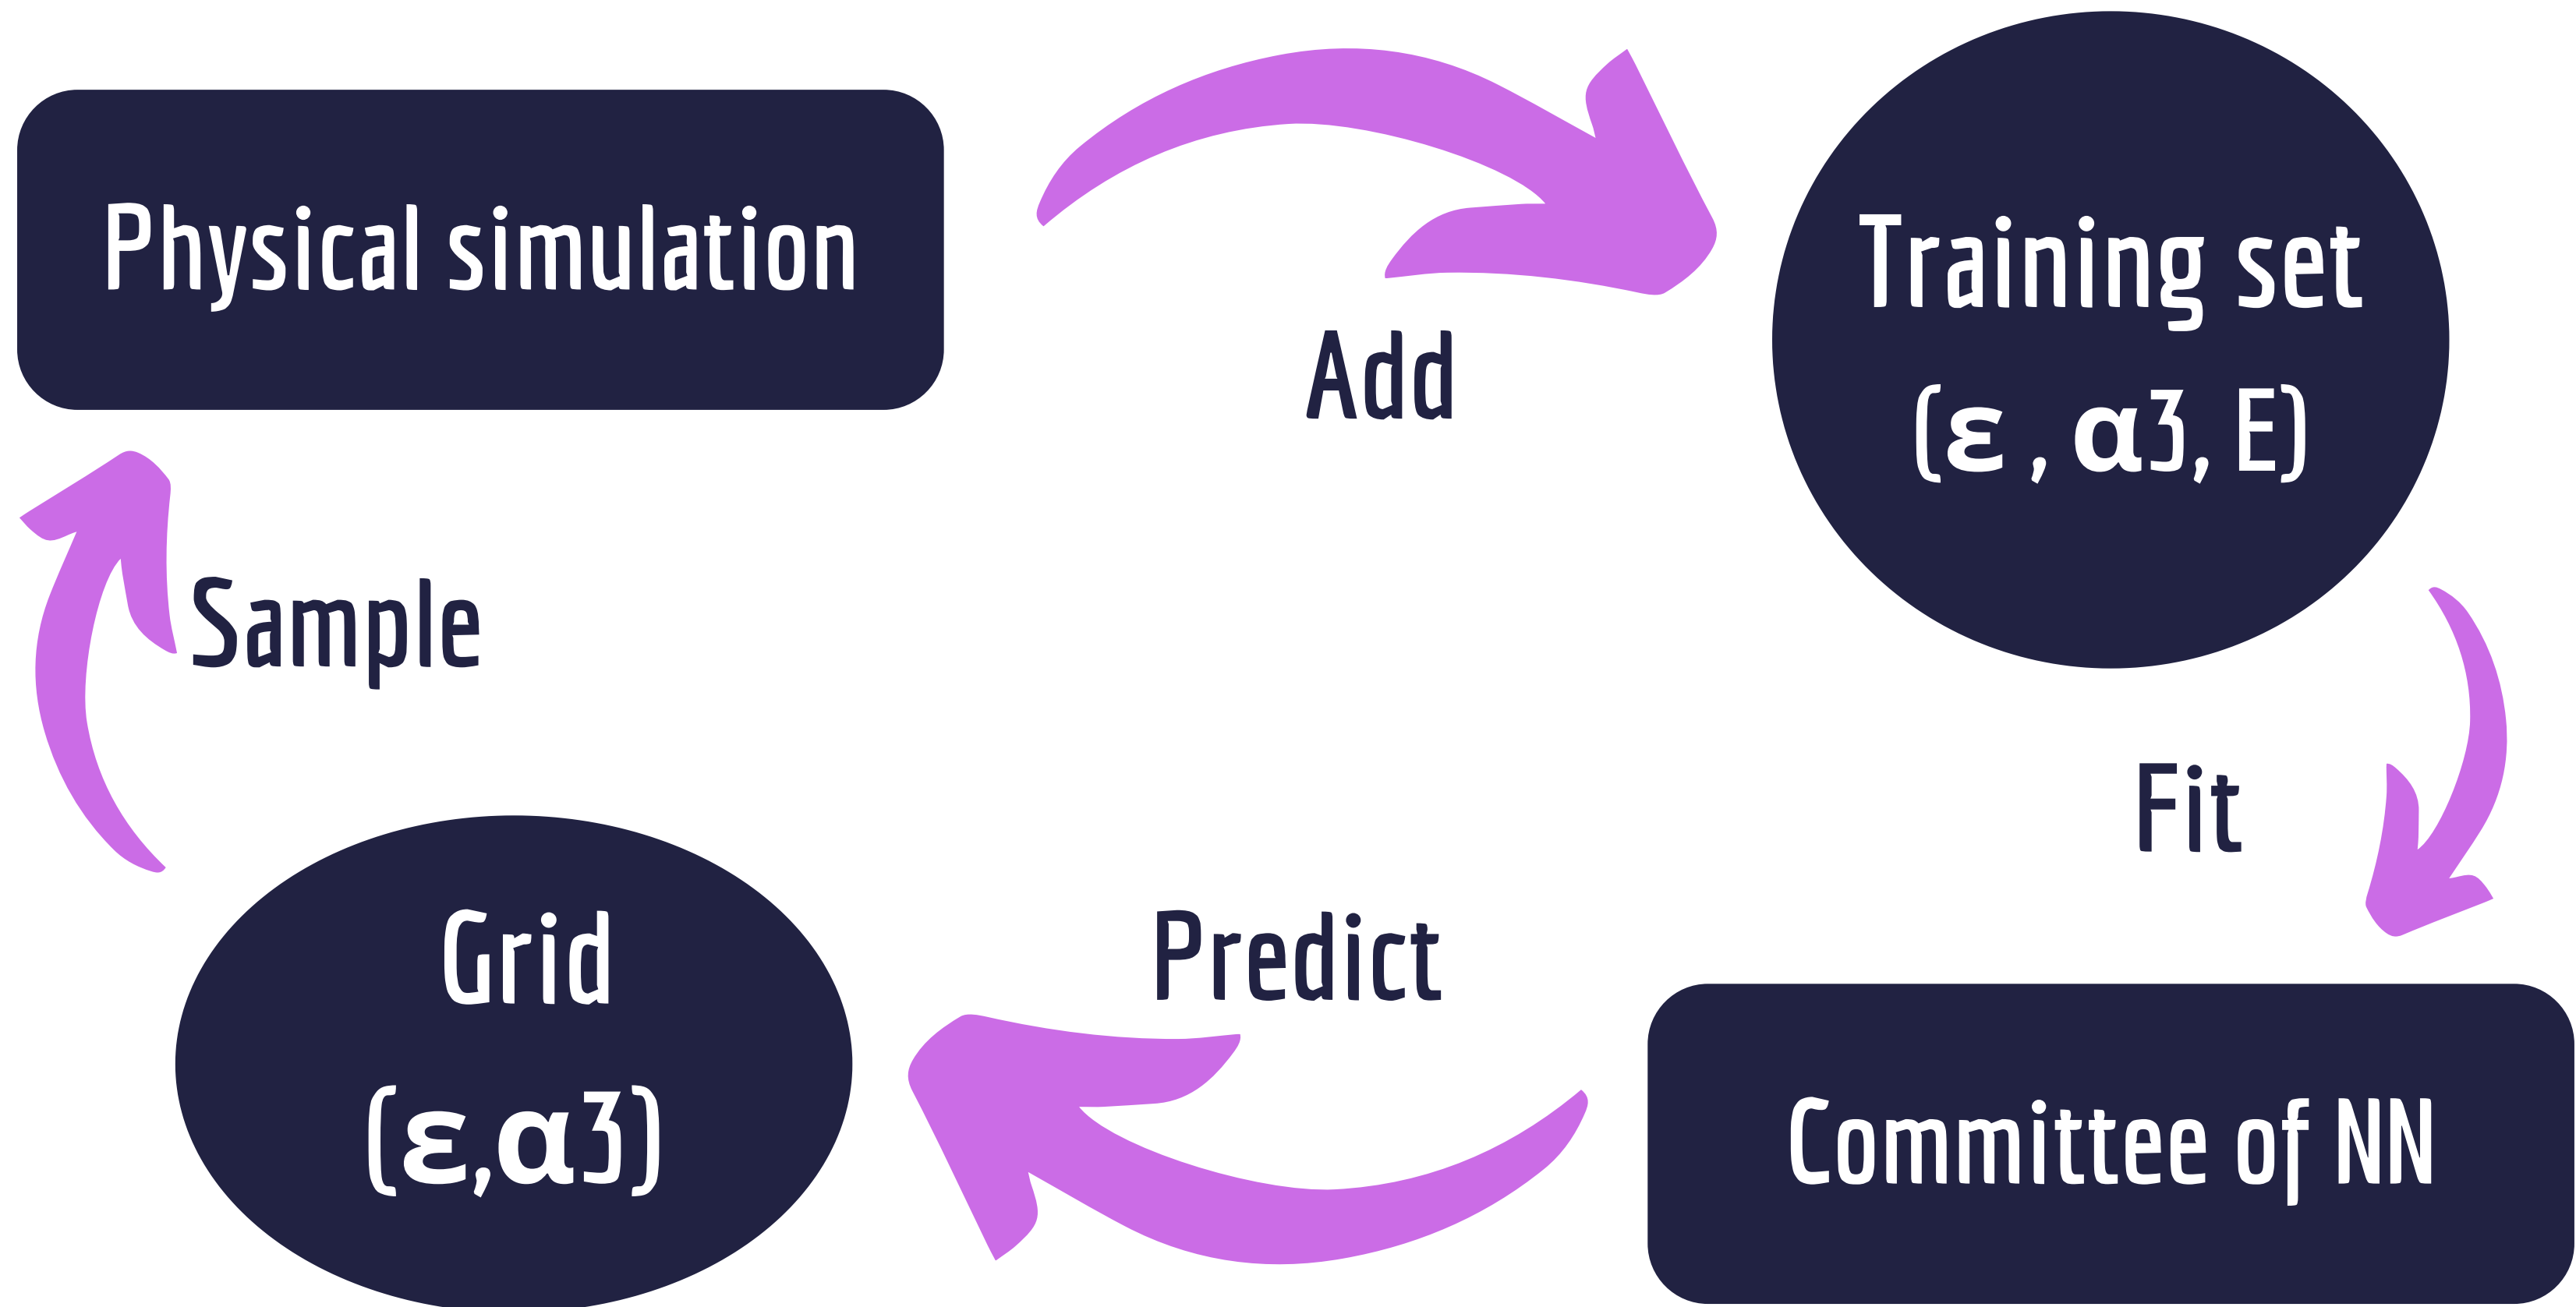 Physical simulation
Add
Training set
(ε , α3, E)
Sample
Fit
Grid
(ε,α3)
Predict
Committee of NN